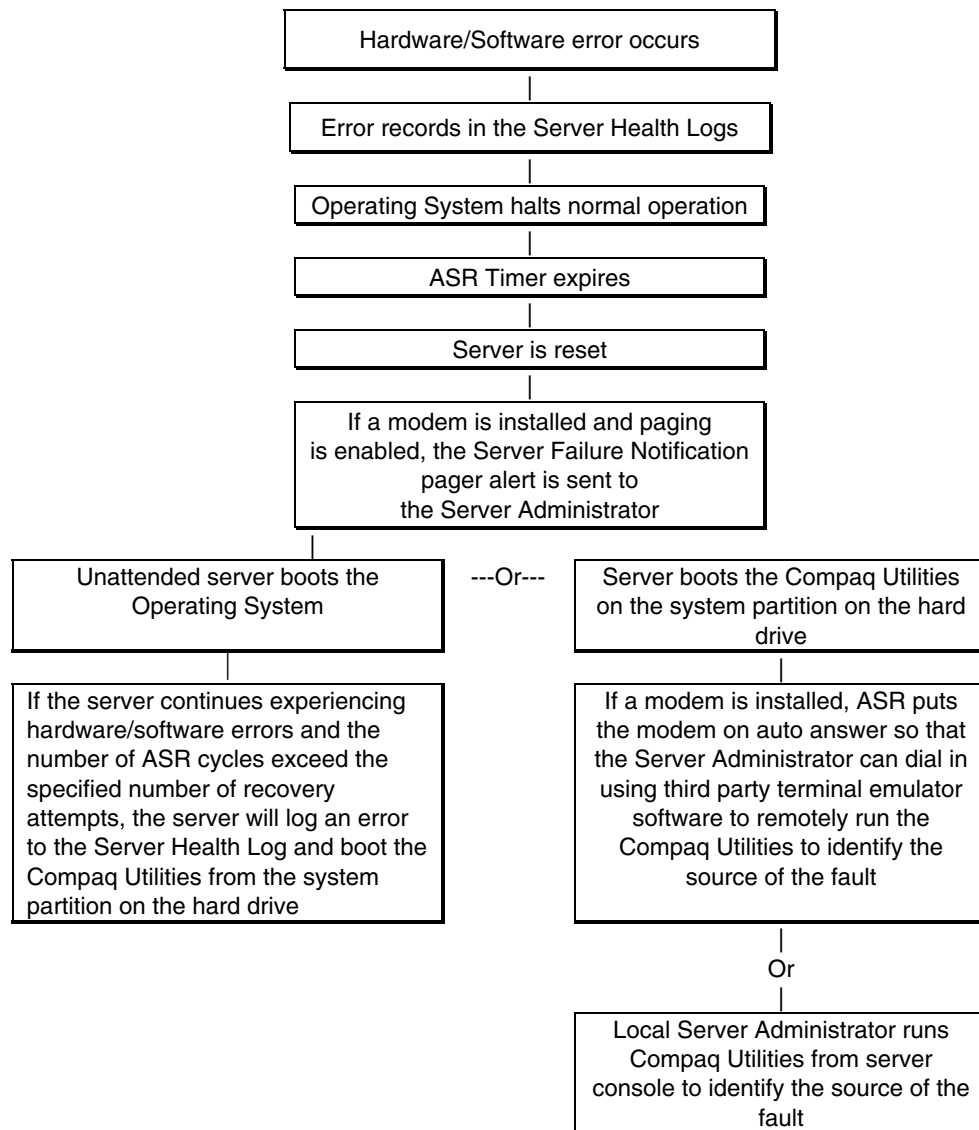 Hardware/Software error occurs
Error records in the Server Health Logs
Operating System halts normal operation
ASR Timer expires
Server is reset
If a modem is installed and paging
is enabled, the Server Failure Notification
pager alert is sent to
the Server Administrator
Unattended server boots the
Operating System
---Or---
Server boots the Compaq Utilities
on the system partition on the hard
drive
If the server continues experiencing
hardware/software errors and the
number of ASR cycles exceed the
specified number of recovery
attempts, the server will log an error
to the Server Health Log and boot the
Compaq Utilities from the system
partition on the hard drive
If a modem is installed, ASR puts
the modem on auto answer so that
the Server Administrator can dial in
using third party terminal emulator
software to remotely run the
Compaq Utilities to identify the
source of the fault
Or
Local Server Administrator runs
Compaq Utilities from server
console to identify the source of the
fault